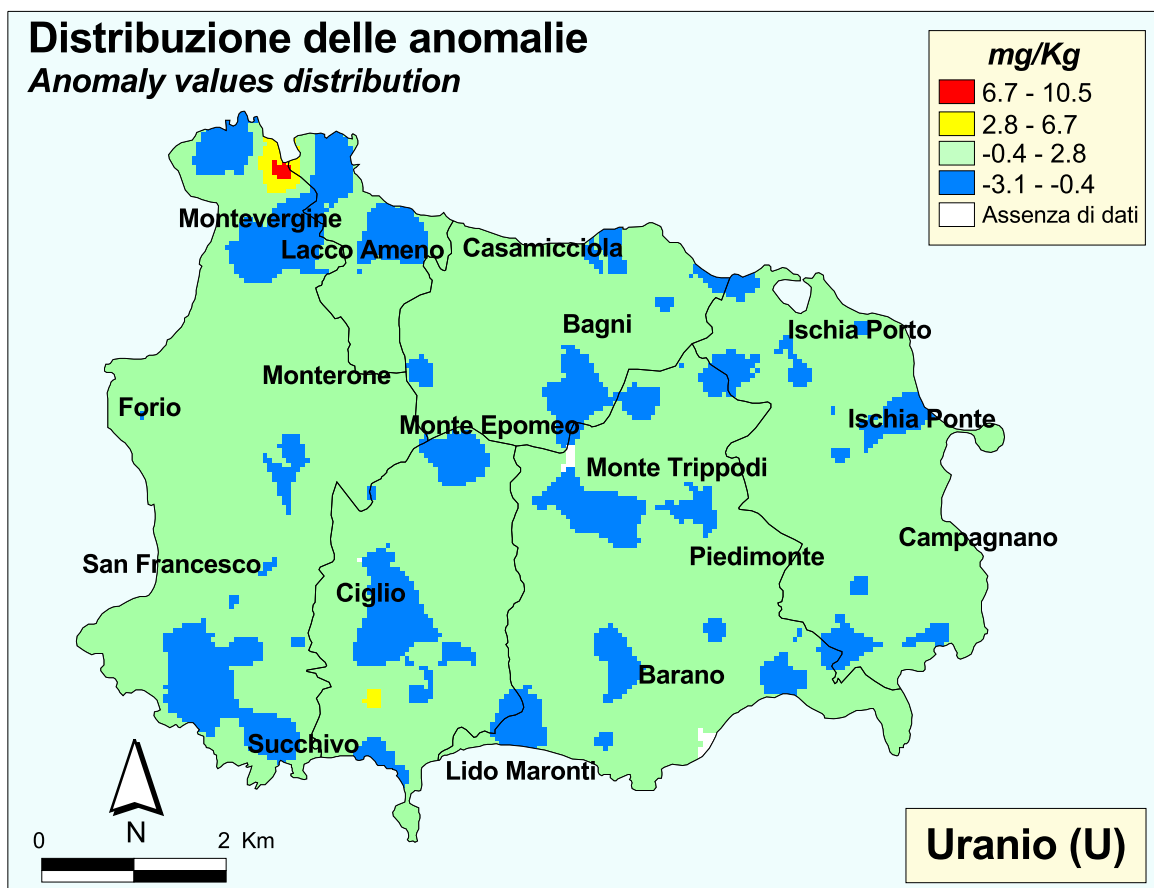 Distribuzione delle anomalie
Anomaly values distribution
mg/Kg
6.7 - 10.5
2.8 - 6.7
-0.4 - 2.8
-3.1 - -0.4
Assenza di dati
Montevergine
Lacco Ameno
Casamicciola
Bagni
Ischia Porto
Monterone
Forio
Monte Epomeo
Ischia Ponte
Monte Trippodi
Campagnano
Piedimonte
San Francesco
Ciglio
Barano
Succhivo
Lido Maronti
N
0 2 Km
Uranio (U)